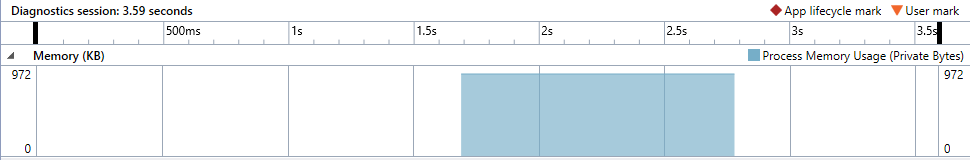 Diagnostics session: 3.59 seconds App lifecycle mark User mark
500ms 1s 1.5s 2s 2.5s 3s 3.5s
Memory (KB) Process Memory Usage (Private Bytes)
972 972
0 0